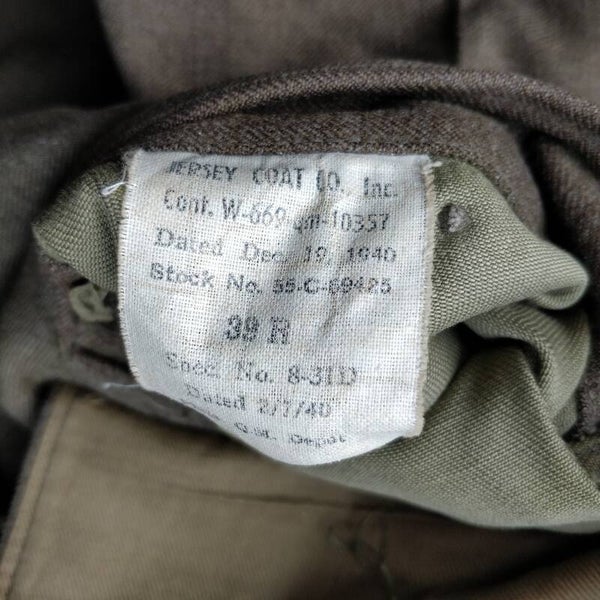 JERSEY COAT CO. Inc.
Cont. W-669 qm-10357
Dated Dec. 19, 1940
Stock No. 55-C-69425
39 R
Spec. No. 8-31D
Dated 2/7/40
Q.M. Depot